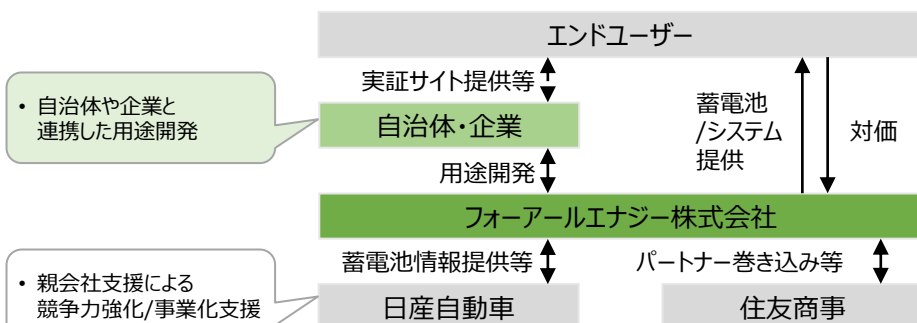 エンドユーザー
実証サイト提供等
• 自治体や企業と
連携した用途開発
自治体・企業
蓄電池
/システム
提供
対価
用途開発
フォーアールエナジー株式会社
蓄電池情報提供等
パートナー巻き込み等
• 親会社支援による
競争力強化/事業化支援
日産自動車
住友商事